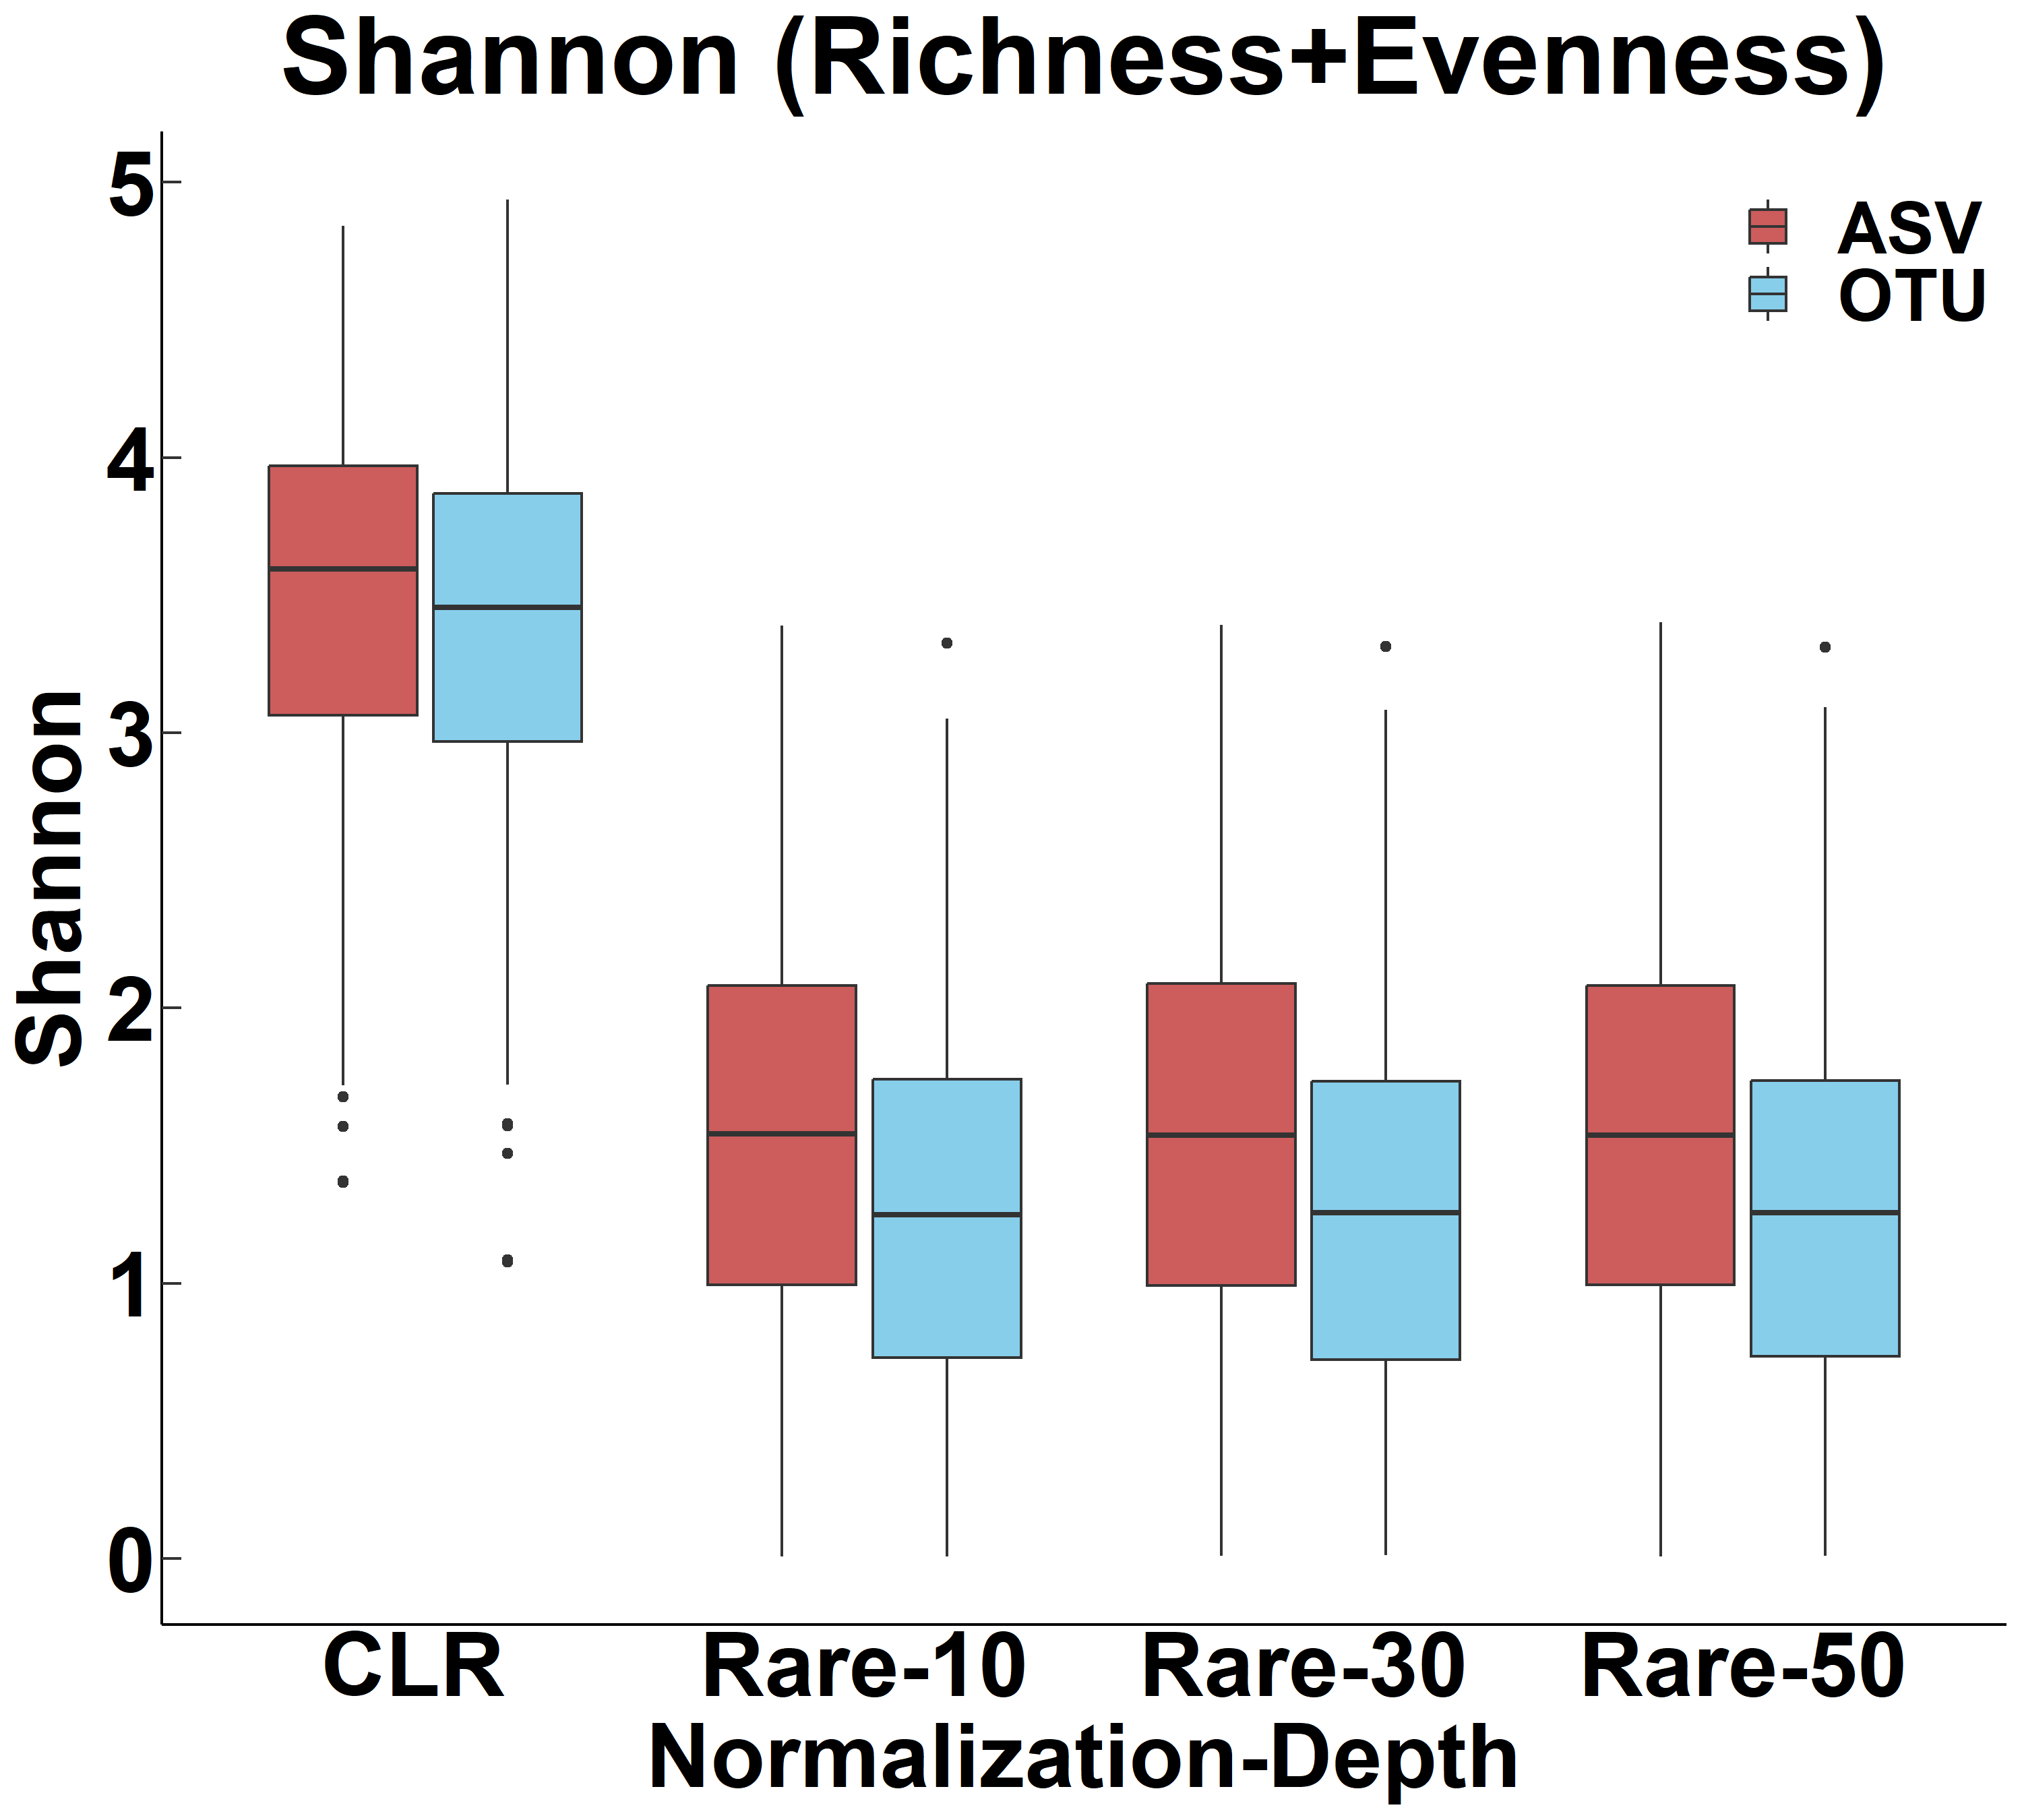 Shannon (Richness+Evenness)
ASV
OTU
Shannon
5
4
3
2
1
0
CLR Rare-10 Rare-30 Rare-50
Normalization-Depth